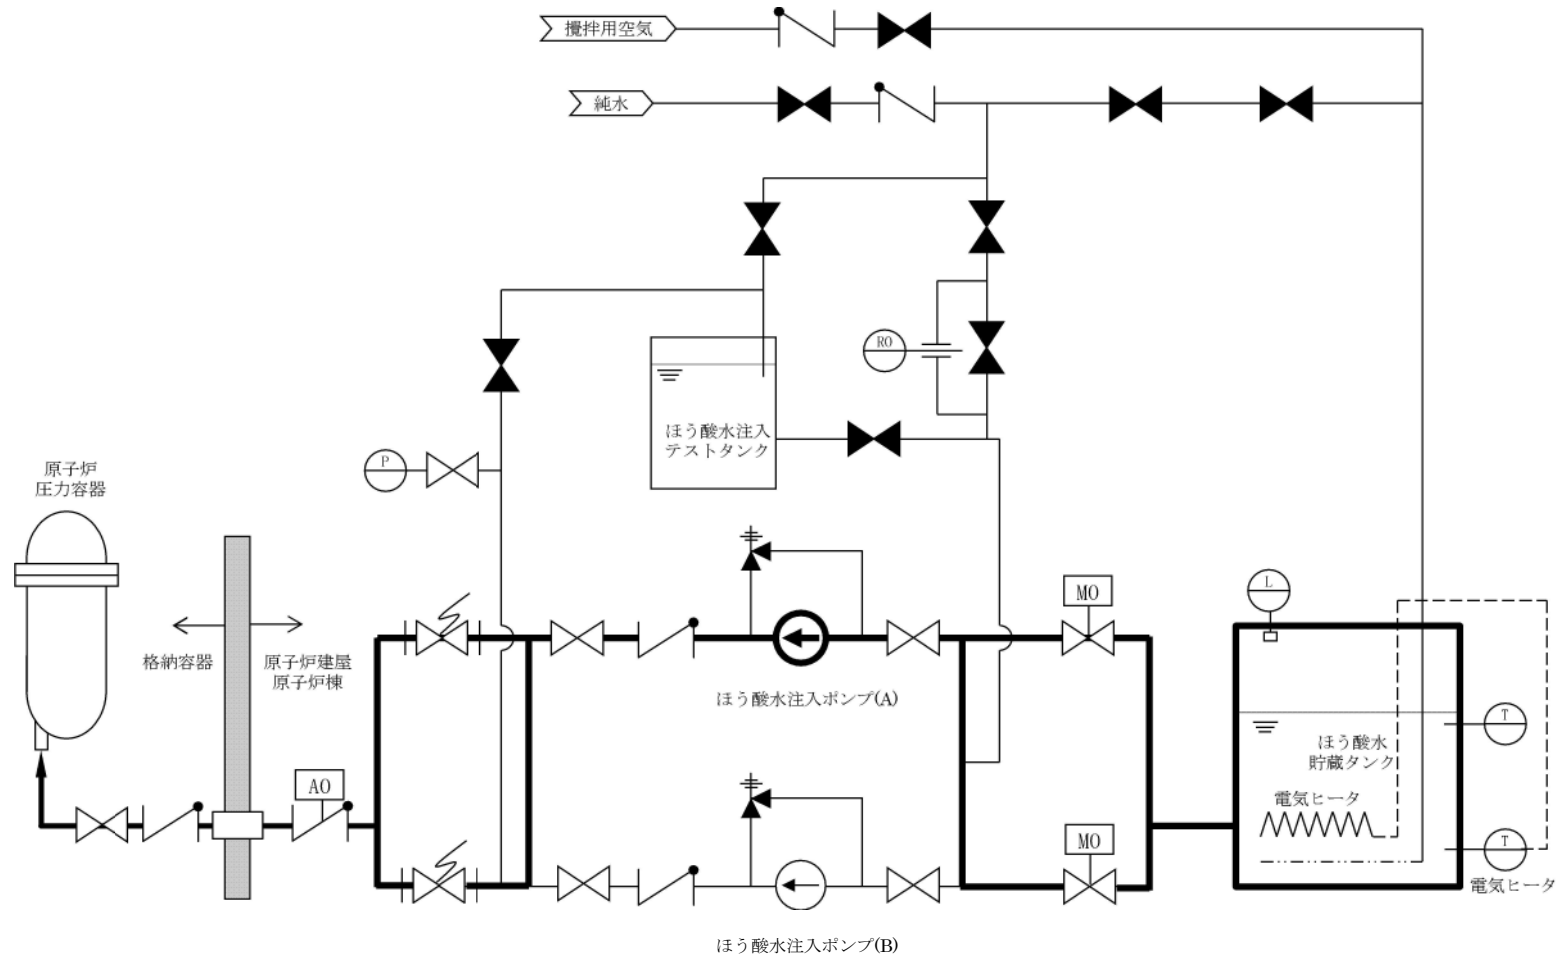 攪拌用空気
純水
RO
ほう酸水注入
テストタンク
P
原子炉
圧力容器
MO
L
格納容器
原子炉建屋
原子炉棟
ほう酸水注入ポンプ(A)
T
ほう酸水
貯蔵タンク
AO
電気ヒータ
MO
T
電気ヒータ
ほう酸水注入ポンプ(B)